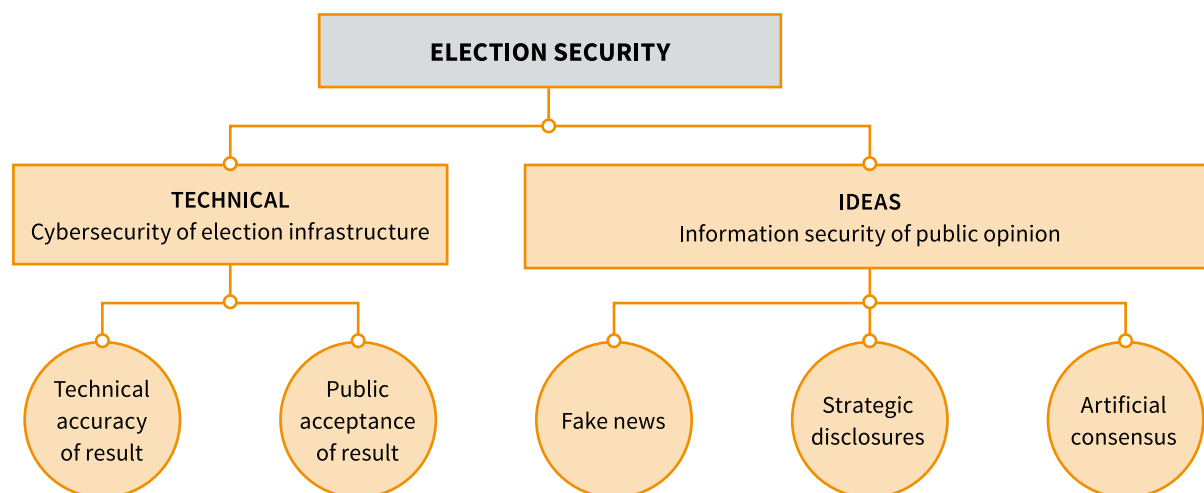 ELECTION SECURITY
TECHNICAL
Cybersecurity of election infrastructure
IDEAS
Information security of public opinion
Technical
accuracy
of result
Public
acceptance
of result
Fake news
Strategic
disclosures
Artificial
consensus